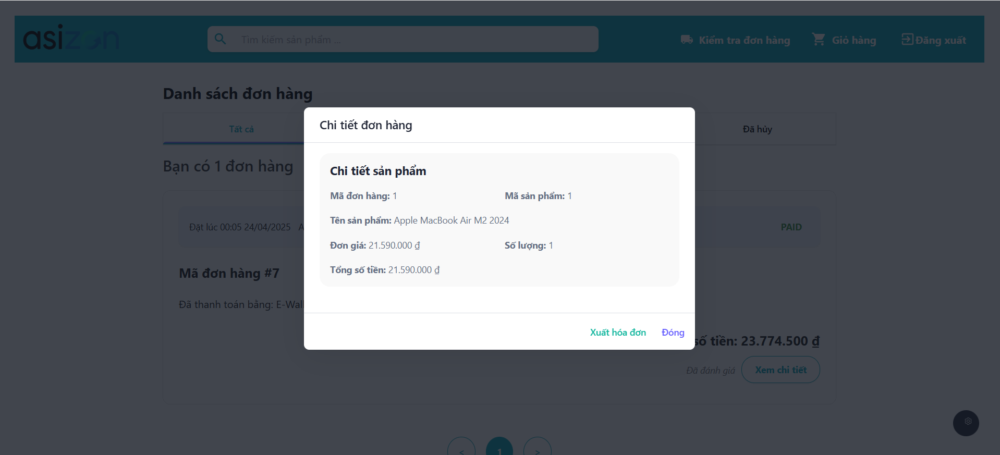 asizon
Tìm kiếm sản phẩm ...
Kiểm tra đơn hàng
Giỏ hàng
Đăng xuất
Danh sách đơn hàng
Tất cả
Đã hủy
Bạn có 1 đơn hàng
Đặt lúc 00:05 24/04/2025
PAID
Mã đơn hàng #7
Đã thanh toán bằng: E-Wall
số tiền: 23.774.500 ₫
Đã đánh giá
Xem chi tiết
< 1 >
Chi tiết đơn hàng
Chi tiết sản phẩm
Mã đơn hàng: 1
Mã sản phẩm: 1
Tên sản phẩm: Apple MacBook Air M2 2024
Đơn giá: 21.590.000 ₫
Số lượng: 1
Tổng số tiền: 21.590.000 ₫
Xuất hóa đơn
Đóng